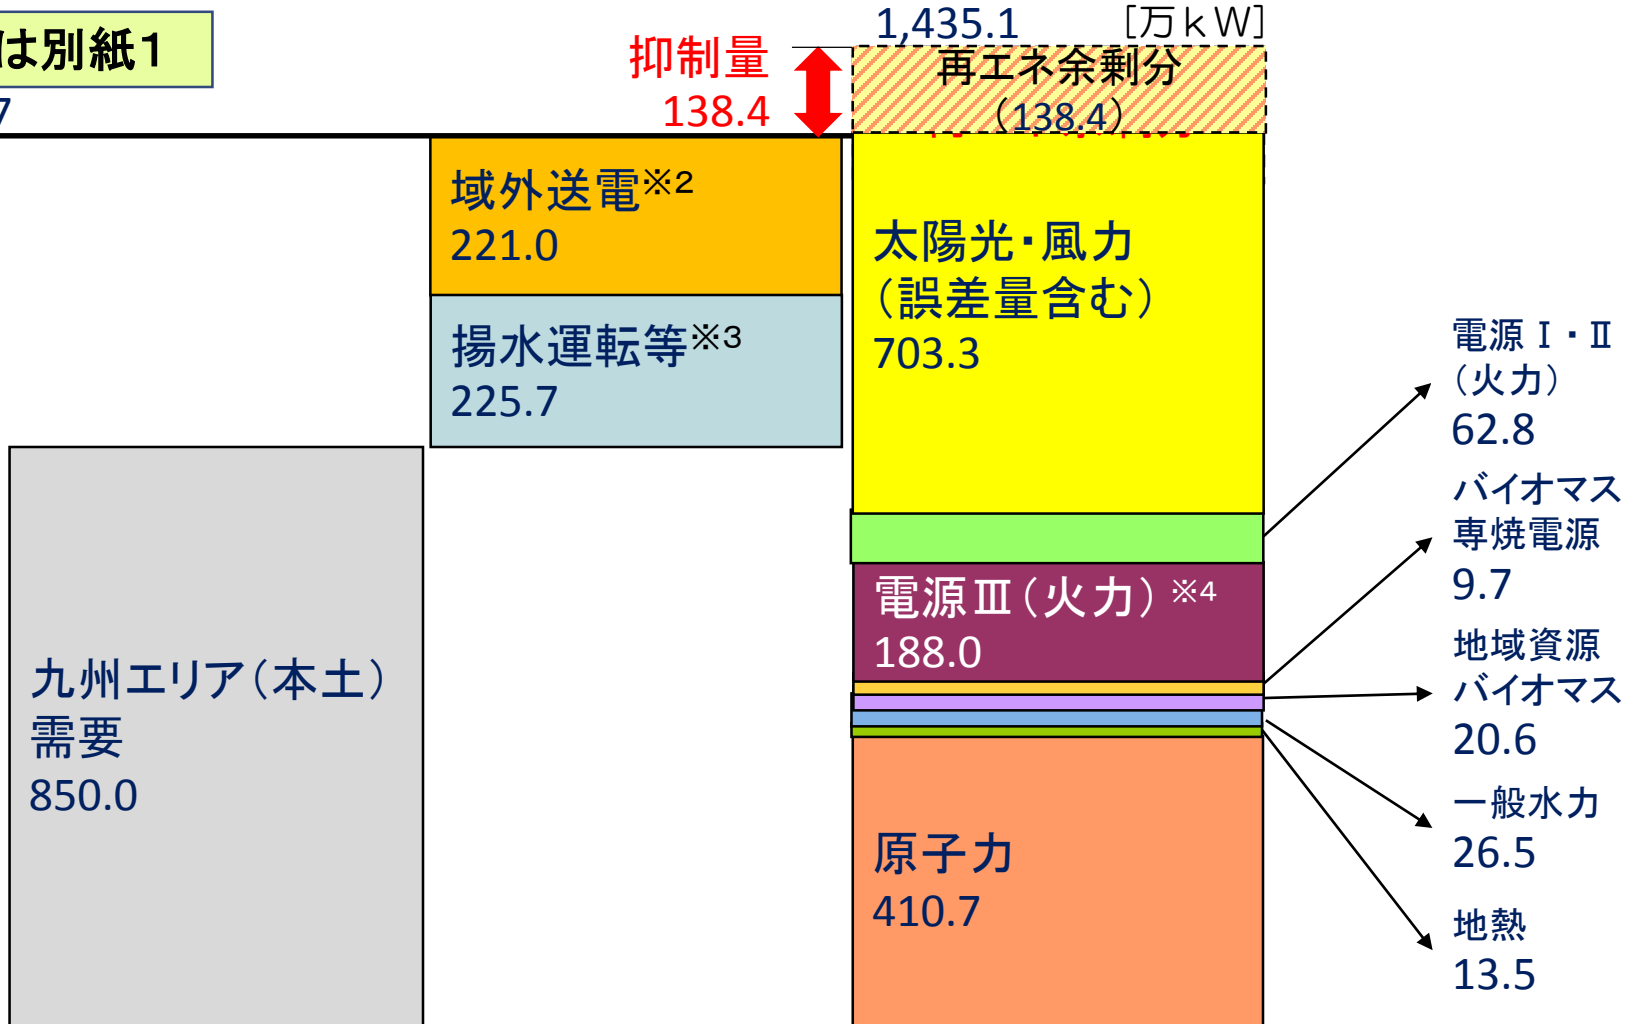 は別紙1
7
抑制量
138.4
1,435.1 [万kW]
再エネ余剰分
(138.4)
域外送電※2
221.0
揚水運転等※3
225.7
九州エリア(本土)
需要
850.0
太陽光・風力
(誤差量含む)
703.3
電源Ⅲ(火力)※4
188.0
原子力
410.7
電源Ⅰ・Ⅱ
(火力)
62.8
バイオマス
専焼電源
9.7
地域資源
バイオマス
20.6
一般水力
26.5
地熱
13.5